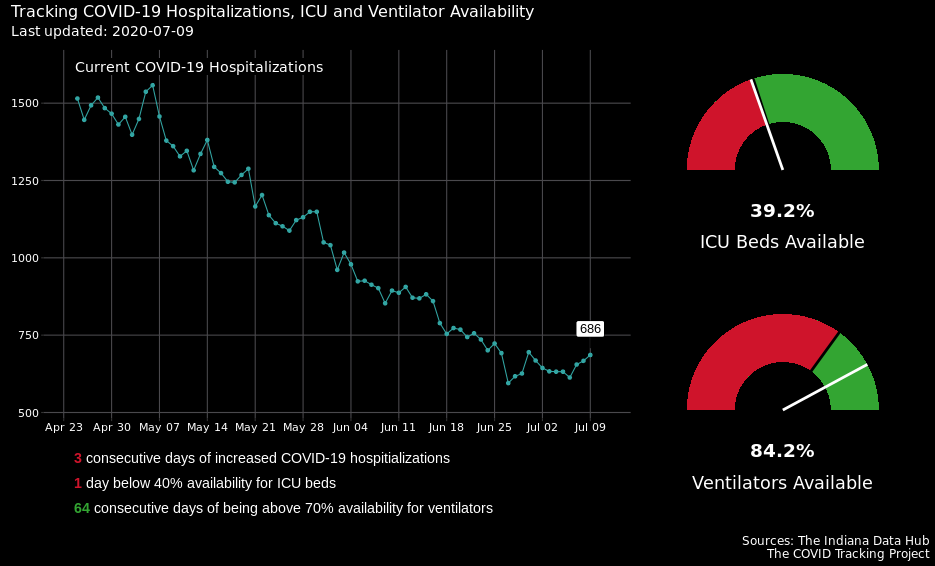 Tracking COVID-19 Hospitalizations, ICU and Ventilator Availability
Last updated: 2020-07-09
Current COVID-19 Hospitalizations
1500
1250
1000
750
500
686
Apr 23 Apr 30 May 07 May 14 May 21 May 28 Jun 04 Jun 11 Jun 18 Jun 25 Jul 02 Jul 09
3 consecutive days of increased COVID-19 hospitializations
1 day below 40% availability for ICU beds
64 consecutive days of being above 70% availability for ventilators
39.2%
ICU Beds Available
84.2%
Ventilators Available
Sources: The Indiana Data Hub
The COVID Tracking Project